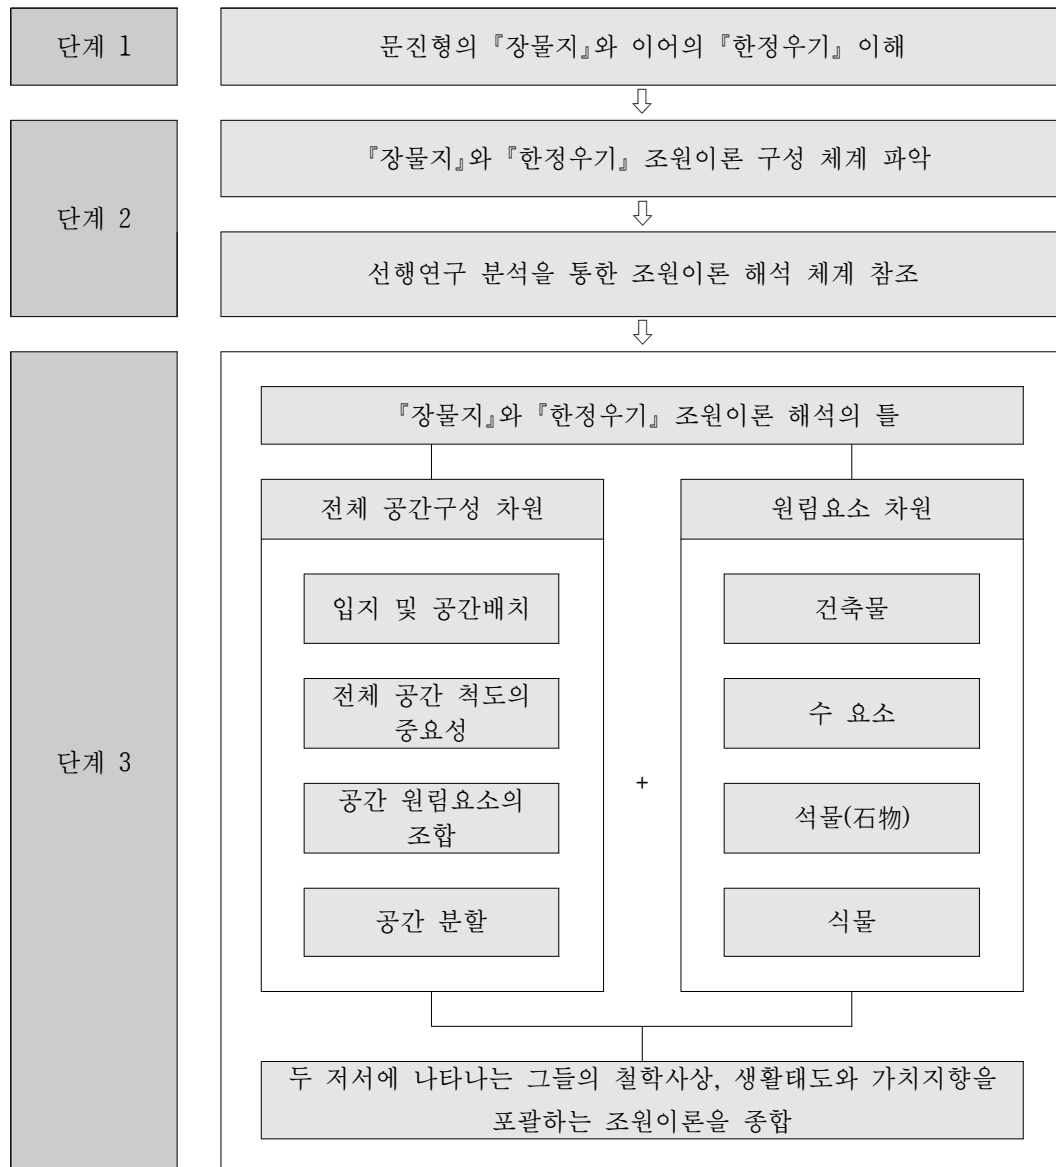 단계 1
문진형의 『장물지』와 이어의 『한정우기』 이해
단계 2
『장물지』와 『한정우기』 조원이론 구성 체계 파악
선행연구 분석을 통한 조원이론 해석 체계 참조
단계 3
『장물지』와 『한정우기』 조원이론 해석의 틀
전체 공간구성 차원
입지 및 공간배치
전체 공간 척도의
중요성
공간 원림요소의
조합
공간 분할
+
원림요소 차원
건축물
수 요소
석물(石物)
식물
두 저서에 나타나는 그들의 철학사상, 생활태도와 가치지향을
포괄하는 조원이론을 종합